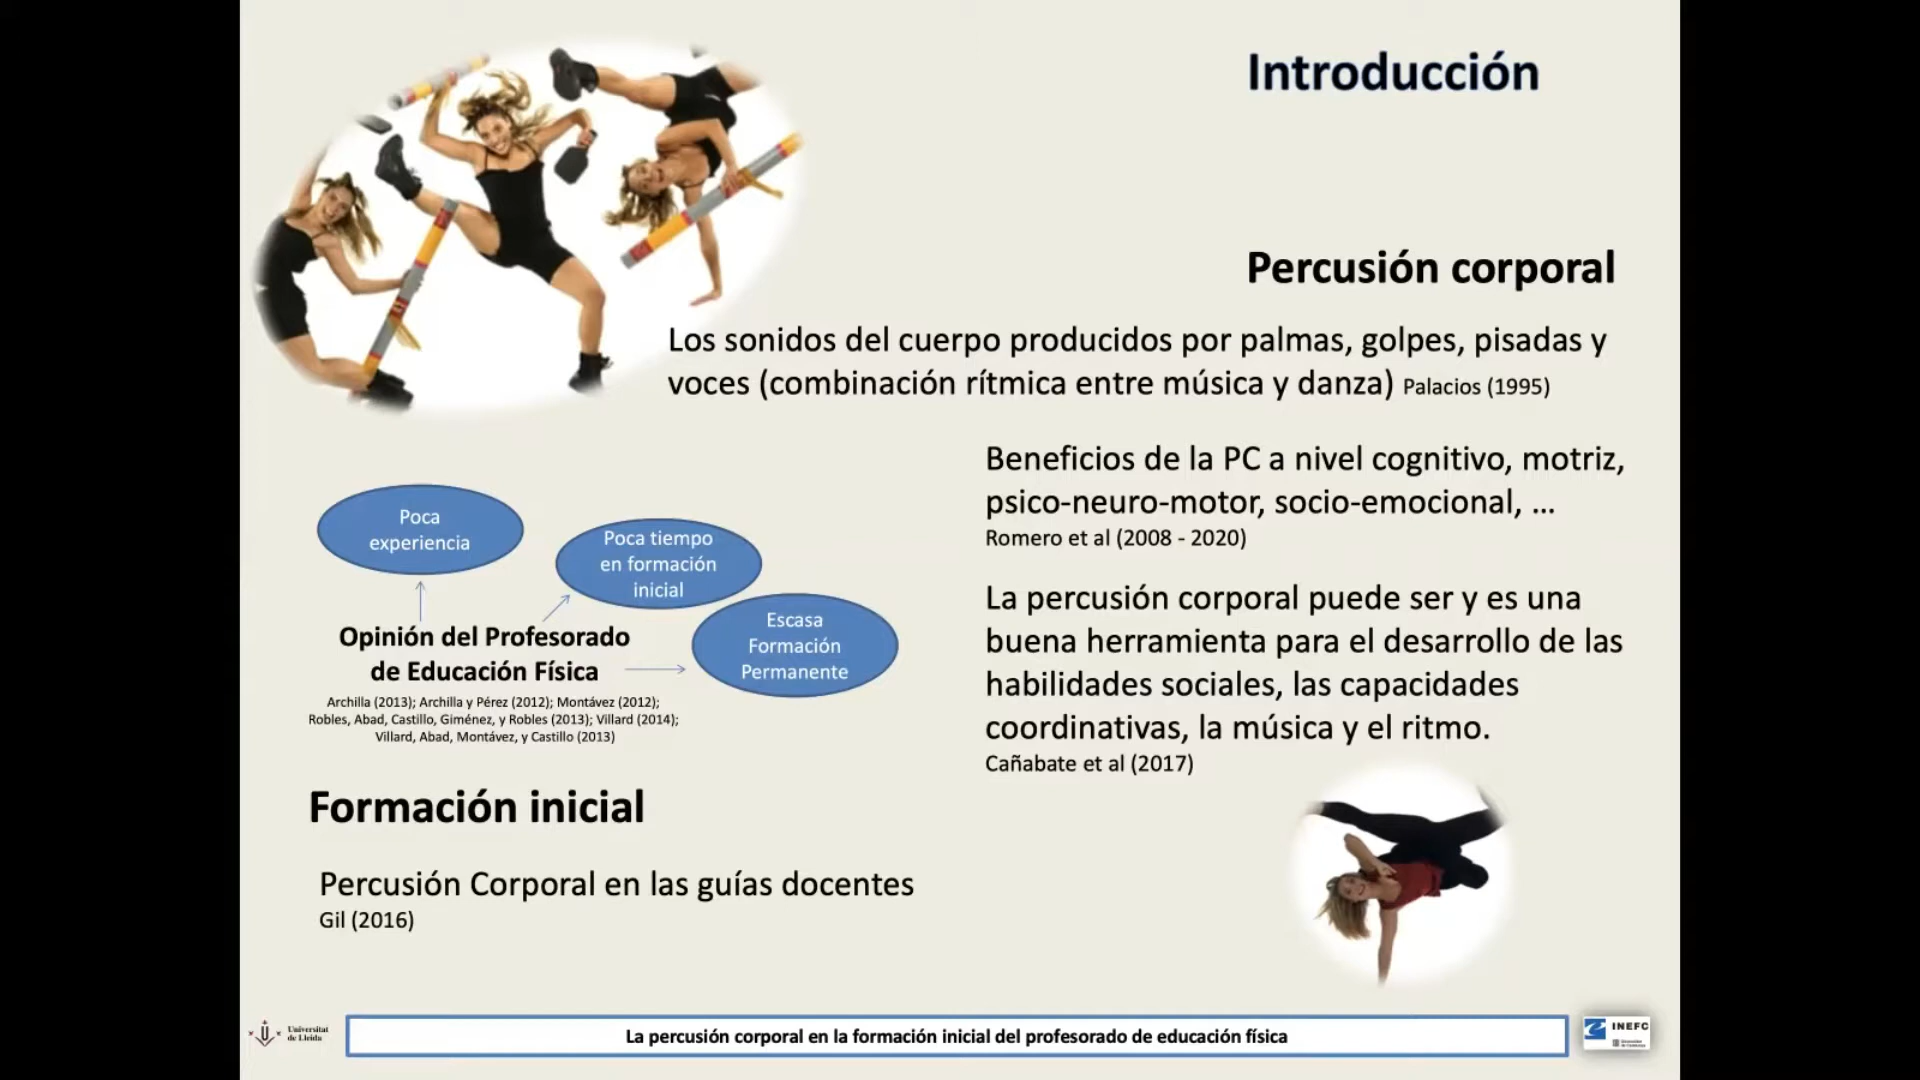 Introducción
Percusión corporal
Los sonidos del cuerpo producidos por palmas, golpes, pisadas y
voces (combinación rítmica entre música y danza) Palacios (1995)
Beneficios de la PC a nivel cognitivo, motriz,
psico-neuro-motor, socio-emocional, ...
Romero et al (2008 - 2020)
La percusión corporal puede ser y es una
buena herramienta para el desarrollo de las
habilidades sociales, las capacidades
coordinativas, la música y el ritmo.
Cañabate et al (2017)
Poca
experiencia
Poca tiempo
en formación
inicial
Escasa
Formación
Permanente
Opinión del Profesorado
de Educación Física
Archilla (2013); Archilla y Pérez (2012); Montávez (2012);
Robles, Abad, Castillo, Giménez, y Robles (2013); Villard (2014);
Villard, Abad, Montávez, y Castillo (2013)
Formación inicial
Percusión Corporal en las guías docentes
Gil (2016)
Universitat
de Lleida
La percusión corporal en la formación inicial del profesorado de educación física
INEFC